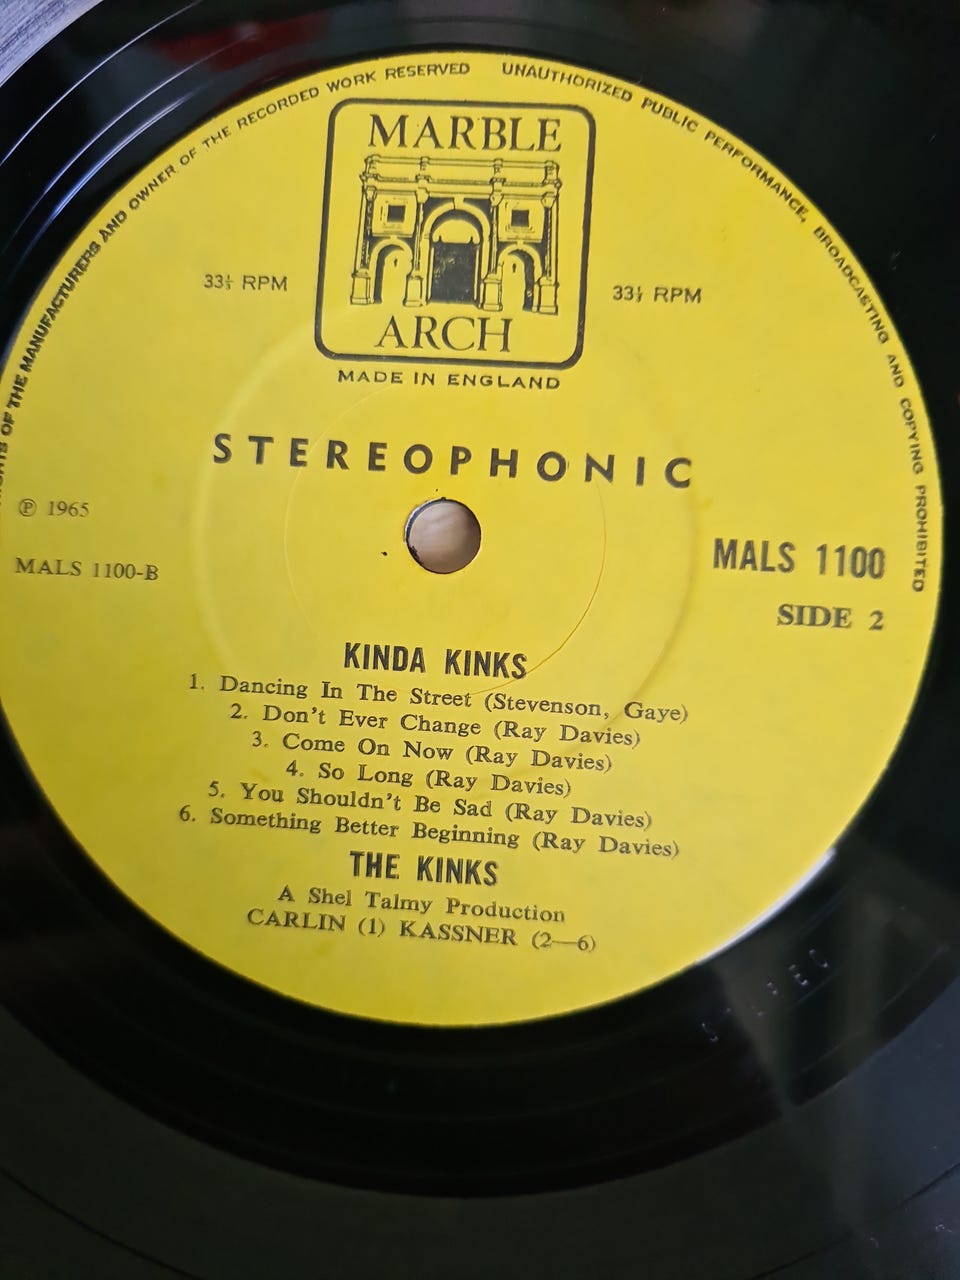 RIGHTS OF THE MANUFACTURERS AND OWNER OF THE RECORDED WORK RESERVED UNAUTHORIZED PUBLIC PERFORMANCE, BROADCASTING AND COPYING PROHIBITED
MARBLE
ARCH
33⅓ RPM
33⅓ RPM
MADE IN ENGLAND
STEREOPHONIC
℗ 1965
MALS 1100-B
MALS 1100
SIDE 2
KINDA KINKS
1. Dancing In The Street (Stevenson, Gaye)
2. Don't Ever Change (Ray Davies)
3. Come On Now (Ray Davies)
4. So Long (Ray Davies)
5. You Shouldn't Be Sad (Ray Davies)
6. Something Better Beginning (Ray Davies)
THE KINKS
A Shel Talmy Production
CARLIN (1) KASSNER (2—6)